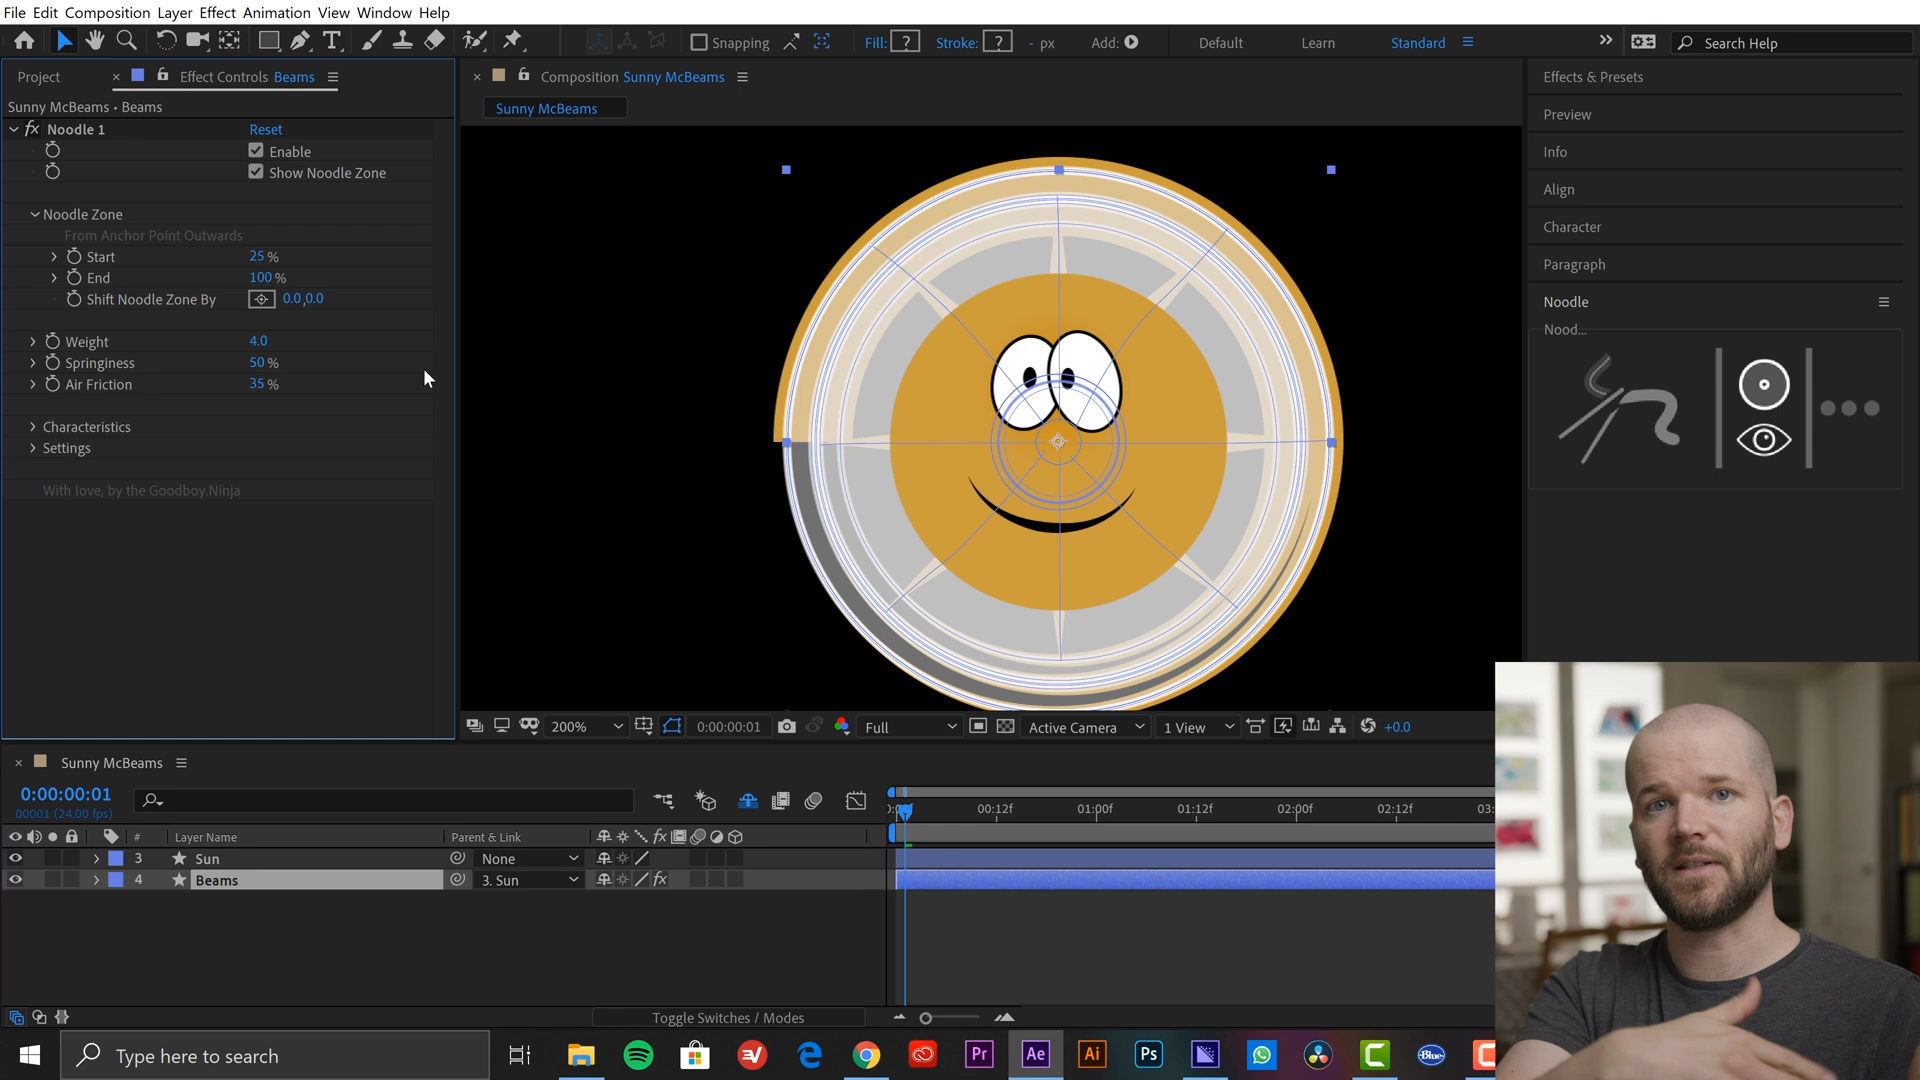 File Edit Composition Layer Effect Animation View Window Help
Snapping Fill: ? Stroke: ? - px Add: Default Learn Standard Search Help
Project Effect Controls Beams
Composition Sunny McBeams
Sunny McBeams • Beams
Sunny McBeams
fx Noodle 1 Reset
Enable
Show Noodle Zone
Noodle Zone
From Anchor Point Outwards
Start 25 %
End 100 %
Shift Noodle Zone By 0.0,0.0
Weight 4.0
Springiness 50 %
Air Friction 35 %
Characteristics
Settings
With love, by the Goodboy.Ninja
Effects & Presets
Preview
Info
Align
Character
Paragraph
Noodle
Nood...
200% 0:00:00:01 Full Active Camera 1 View +0.0
Sunny McBeams
0:00:00:01
00001 (24.00 fps)
00:12f 01:00f 01:12f 02:00f 02:12f
# Layer Name Parent & Link fx
3 Sun None
4 Beams 3. Sun fx
Toggle Switches / Modes
Type here to search
Pr Ae Ai Ps Blue